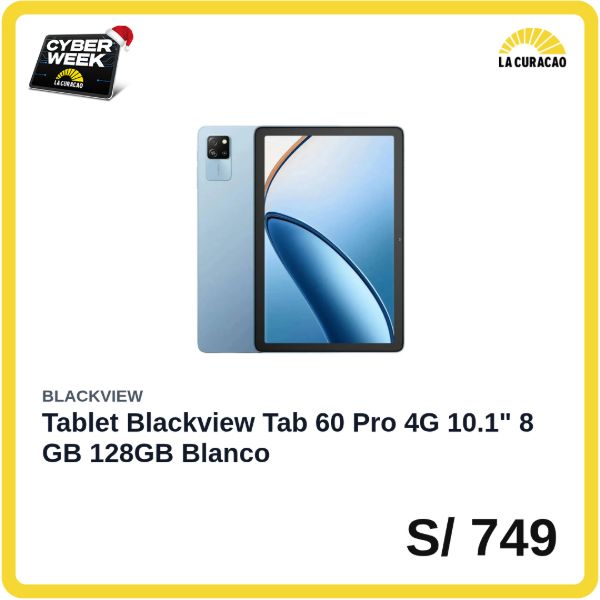 CYBER
WEEK
LA CURACAO
LA CURACAO
BLACKVIEW
Tablet Blackview Tab 60 Pro 4G 10.1" 8
GB 128GB Blanco
S/ 749